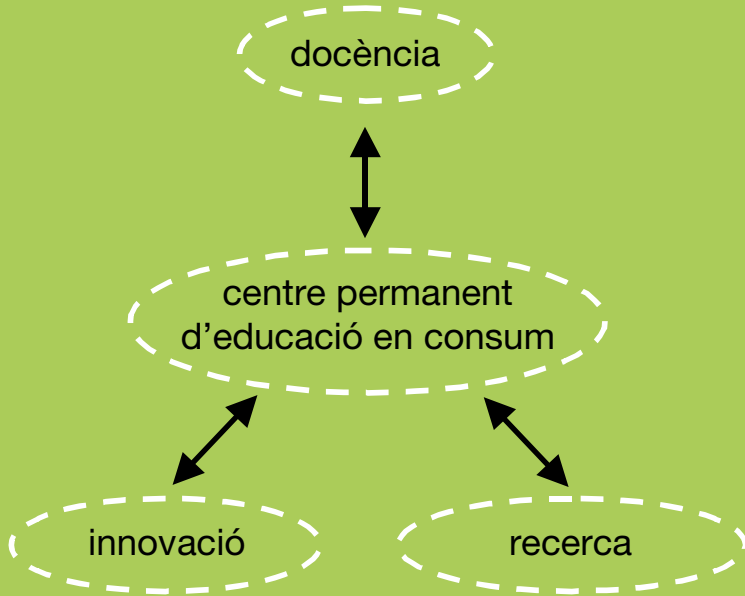 docència
centre permanent
d’educació en consum
innovació
recerca